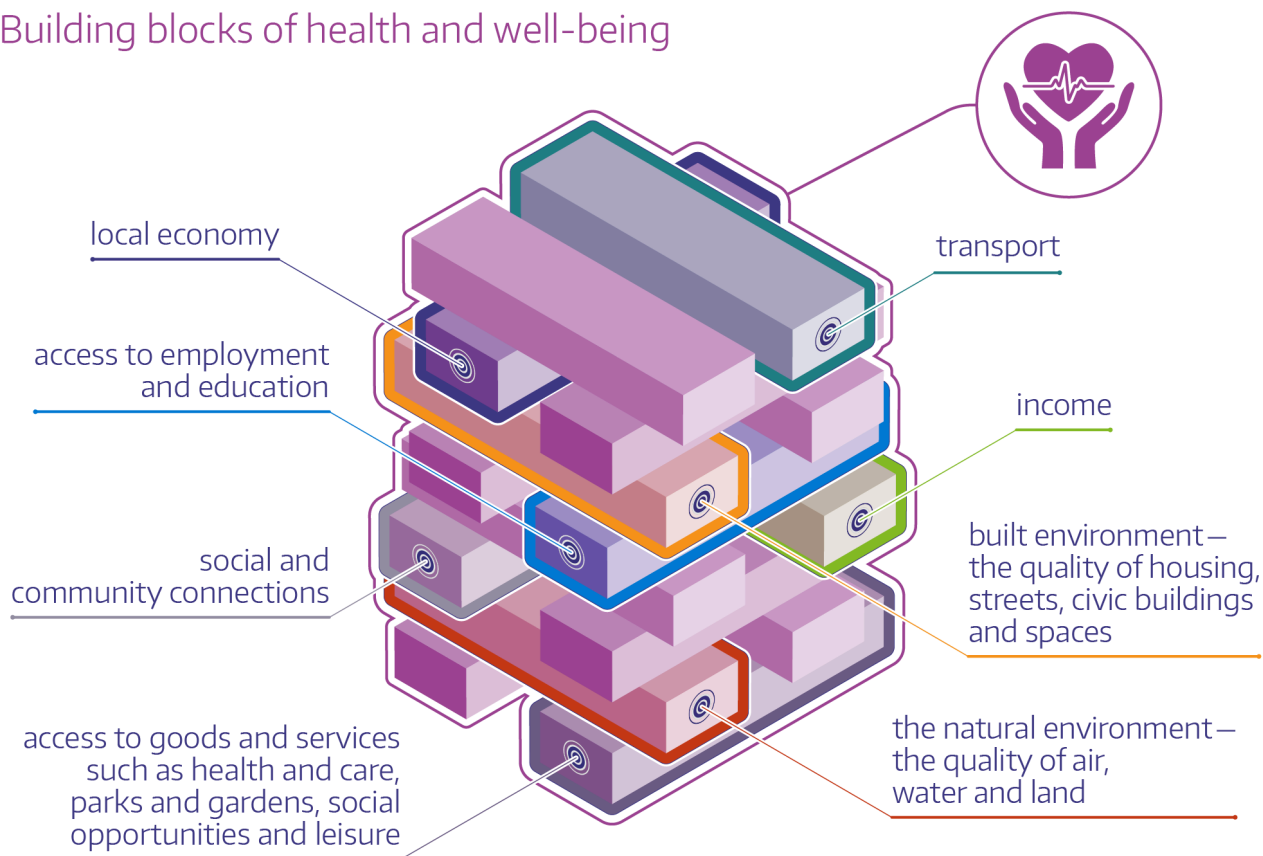 Building blocks of health and well-being
local economy
transport
access to employment
and education
income
social and
community connections
built environment—
the quality of housing,
streets, civic buildings
and spaces
access to goods and services
such as health and care,
parks and gardens, social
opportunities and leisure
the natural environment—
the quality of air,
water and land